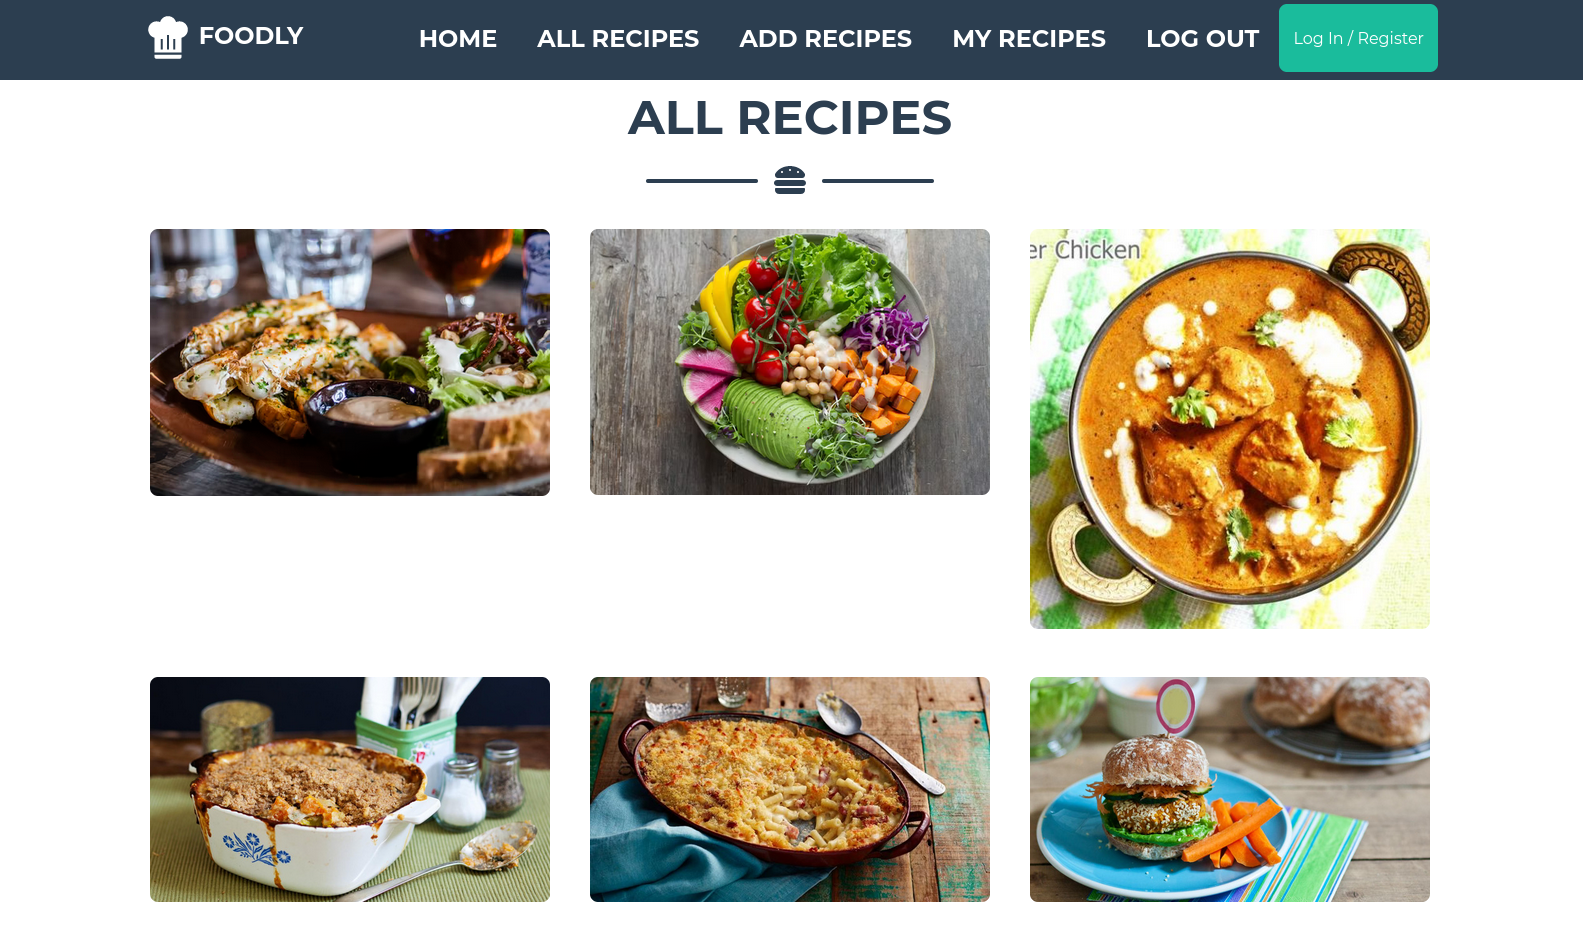 FOODLY
HOME
ALL RECIPES
ADD RECIPES
MY RECIPES
LOG OUT
Log In / Register
ALL RECIPES
er Chicken